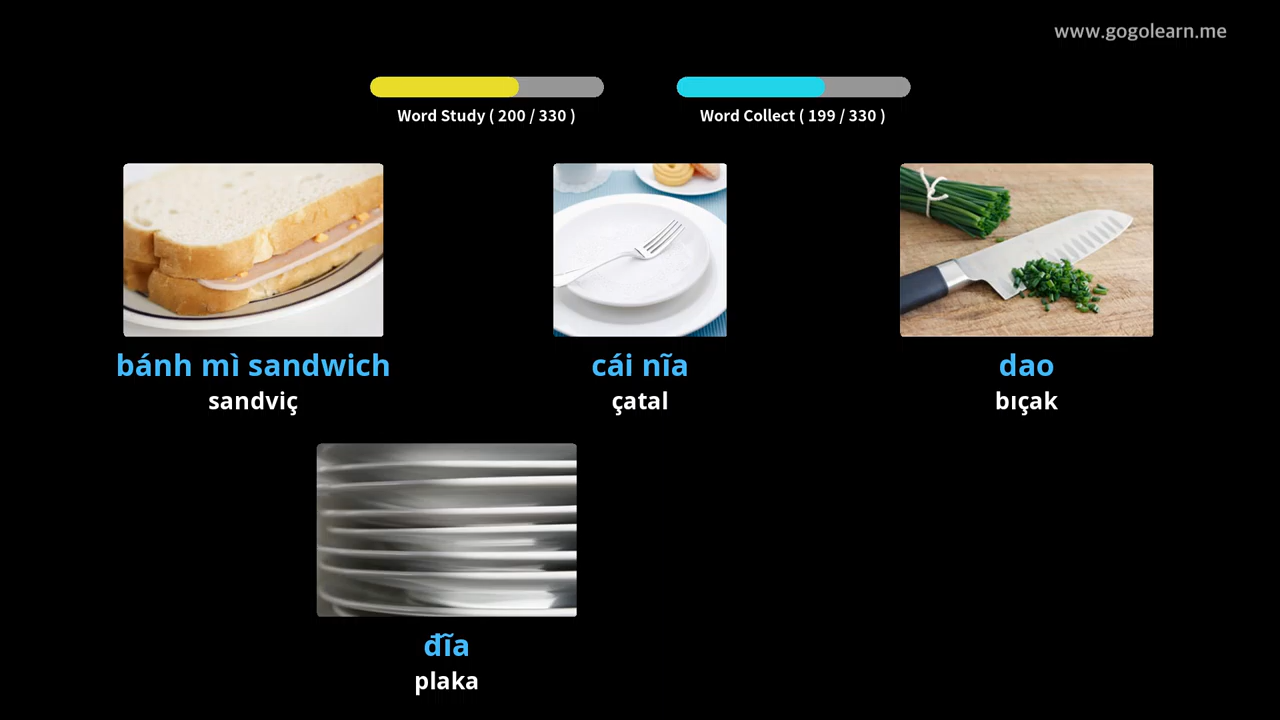 www.gogolearn.me
Word Study ( 200 / 330 )
Word Collect ( 199 / 330 )
bánh mì sandwich
cái nĩa
dao
sandviç
çatal
bıçak
đĩa
plaka